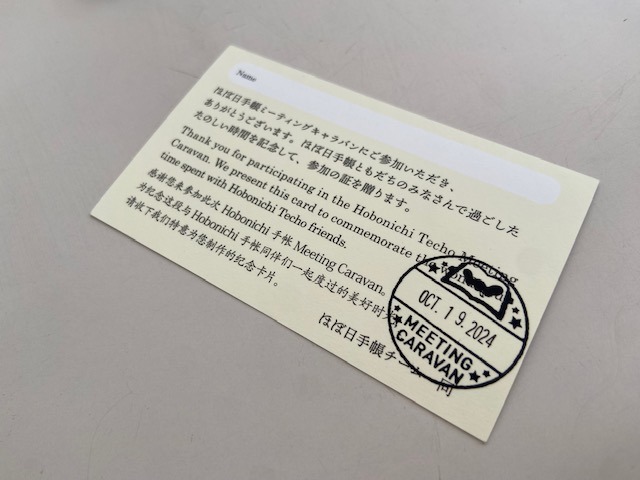 Name
ほぼ日手帳ミーティングキャラバンにご参加いただき、
ありがとうございます。ほぼ日手帳ともだちのみなさんで過ごした
たのしい時間を記念して、参加の証を贈ります。
Thank you for participating in the Hobonichi Techo Meeting
Caravan. We present this card to commemorate the wonderful
time spent with Hobonichi Techo friends.
感谢您来参加此次 Hobonichi 手帐 Meeting Caravan。
为纪念这段与 Hobonichi 手帐同伴们一起度过的美好时光,
请收下我们特意为您制作的纪念卡片。
ほぼ日手帳チーム 一同
OCT. 1 9. 2024
MEETING
CARAVAN